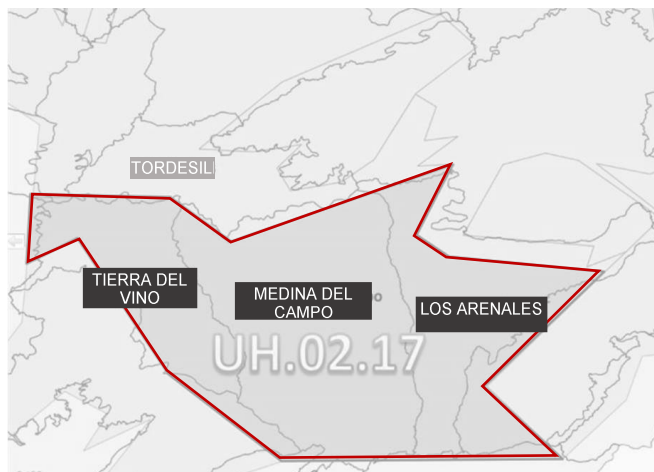 TORDESIL
TIERRA DEL
VINO
MEDINA DEL
CAMPO
LOS ARENALES
UH.02.17